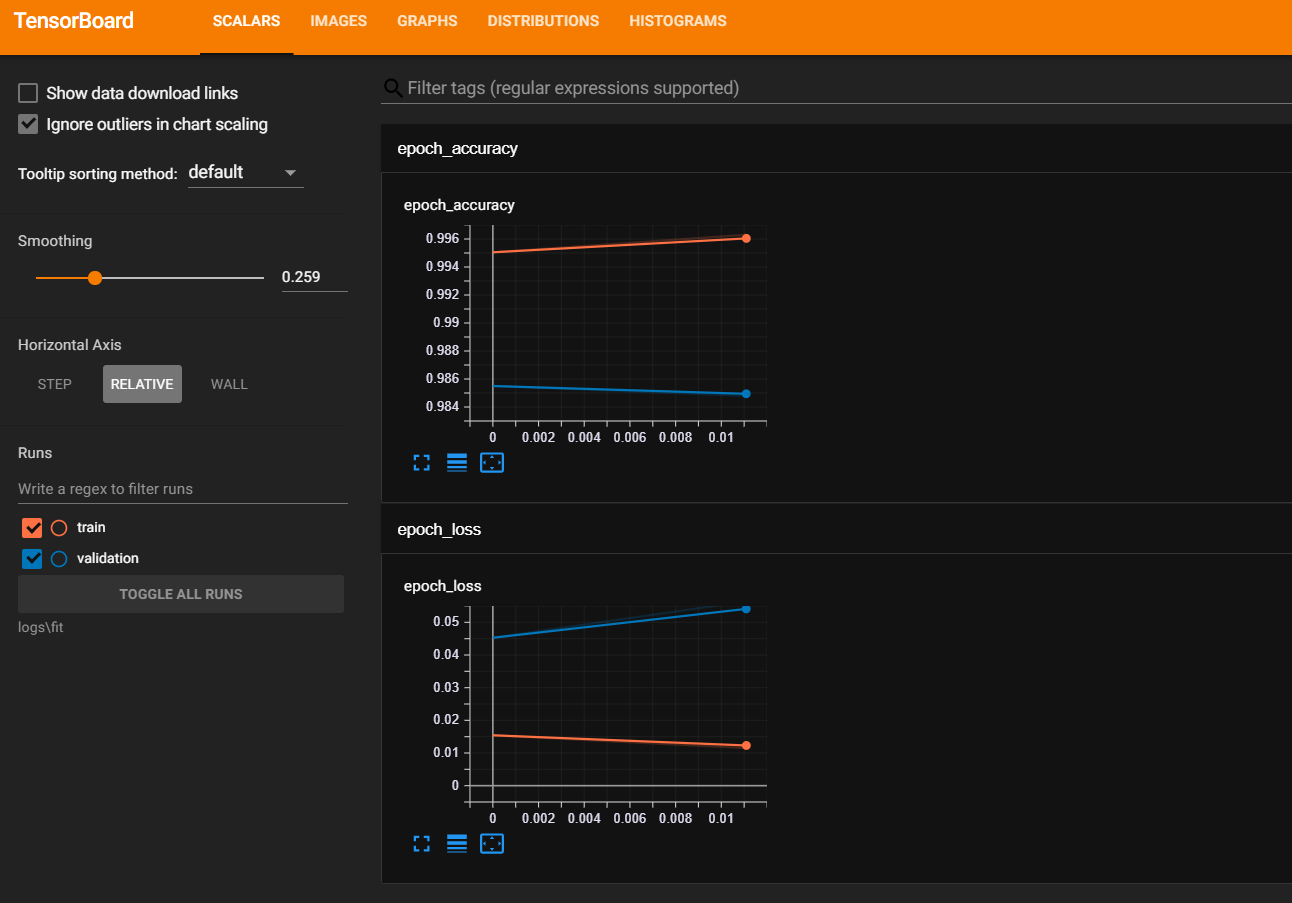 TensorBoard
SCALARS IMAGES GRAPHS DISTRIBUTIONS HISTOGRAMS
Show data download links
Ignore outliers in chart scaling
Tooltip sorting method: default
Smoothing
0.259
Horizontal Axis
STEP RELATIVE WALL
Runs
Write a regex to filter runs
train
validation
TOGGLE ALL RUNS
logs\fit
Filter tags (regular expressions supported)
epoch_accuracy
epoch_accuracy
0.996
0.994
0.992
0.99
0.988
0.986
0.984
0 0.002 0.004 0.006 0.008 0.01
epoch_loss
epoch_loss
0.05
0.04
0.03
0.02
0.01
0
0 0.002 0.004 0.006 0.008 0.01